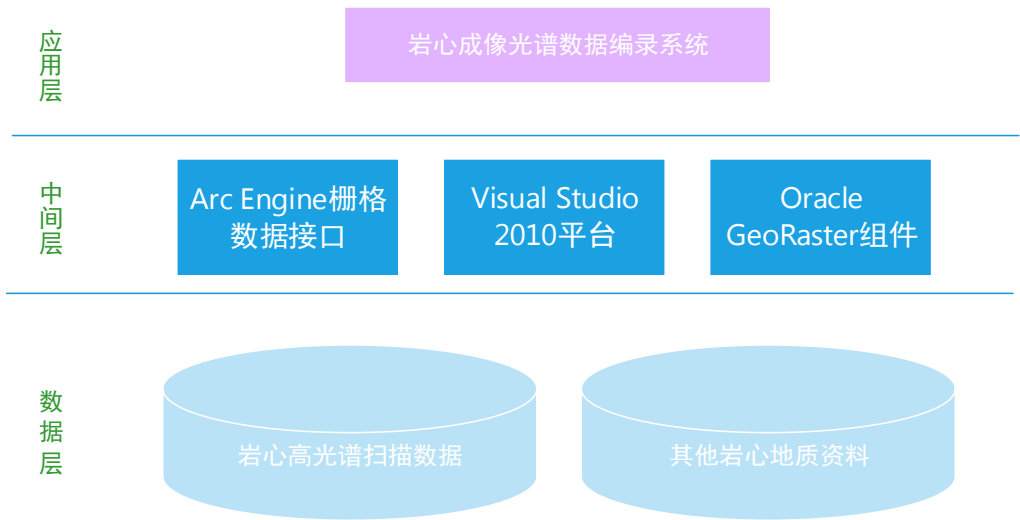 应用层
岩心成像光谱数据编录系统
中间层
Arc Engine栅格
数据接口
Visual Studio
2010平台
Oracle
GeoRaster组件
数据层
岩心高光谱扫描数据
其他岩心地质资料